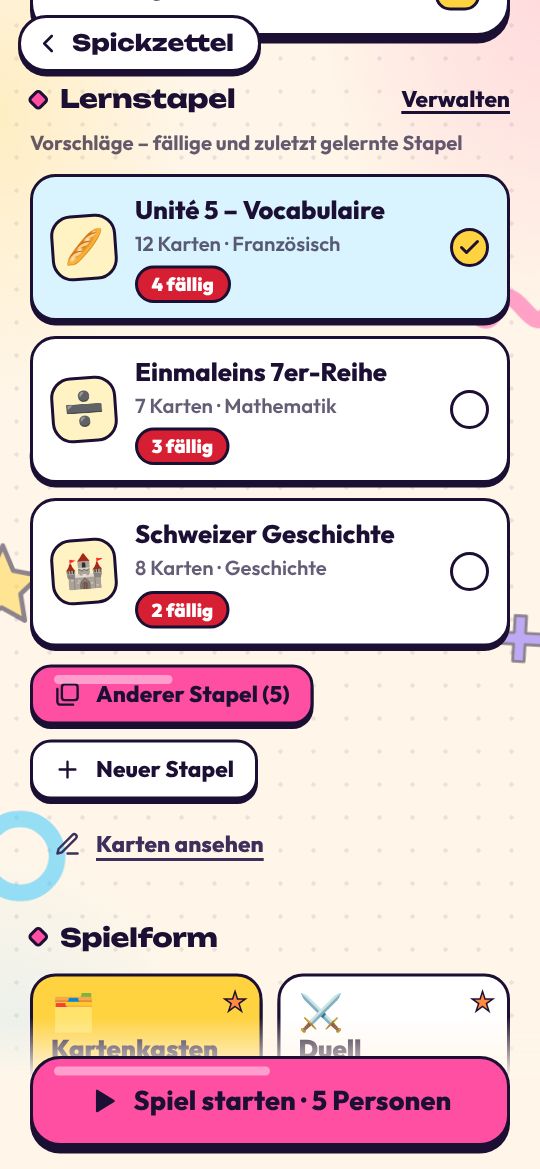 Spickzettel
Lernstapel
Verwalten
Vorschläge – fällige und zuletzt gelernte Stapel
Unité 5 – Vocabulaire
12 Karten · Französisch
4 fällig
Einmaleins 7er-Reihe
7 Karten · Mathematik
3 fällig
Schweizer Geschichte
8 Karten · Geschichte
2 fällig
Anderer Stapel (5)
Neuer Stapel
Karten ansehen
Spielform
Kartenkasten
Duell
Spiel starten · 5 Personen